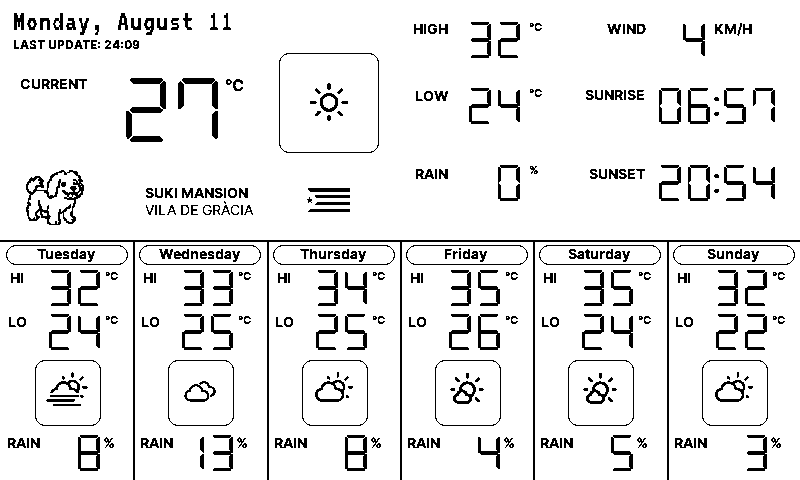 Monday, August 11
LAST UPDATE: 24:09
CURRENT 27 °C
SUKI MANSION
VILA DE GRÀCIA
HIGH 32 °C
WIND 4 KM/H
LOW 24 °C
SUNRISE 06:57
RAIN 0 %
SUNSET 20:54
Tuesday
HI 32 °C
LO 24 °C
RAIN 8 %
Wednesday
HI 33 °C
LO 25 °C
RAIN 13 %
Thursday
HI 34 °C
LO 25 °C
RAIN 8 %
Friday
HI 35 °C
LO 26 °C
RAIN 4 %
Saturday
HI 35 °C
LO 24 °C
RAIN 5 %
Sunday
HI 32 °C
LO 22 °C
RAIN 3 %